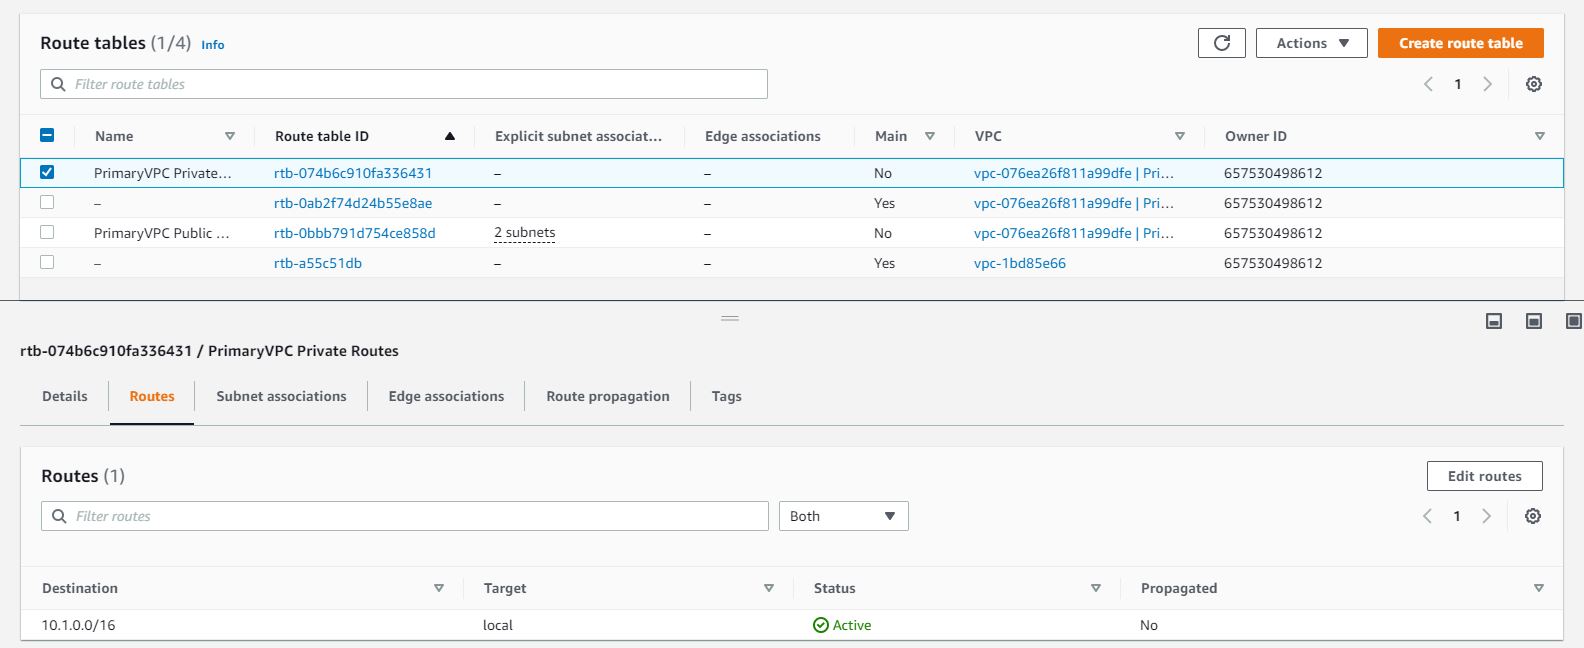 Route tables (1/4) Info
Actions
Create route table
Filter route tables
1
Name Route table ID Explicit subnet associat... Edge associations Main VPC Owner ID
PrimaryVPC Private... rtb-074b6c910fa336431 – – No vpc-076ea26f811a99dfe | Pri... 657530498612
– rtb-0ab2f74d24b55e8ae – – Yes vpc-076ea26f811a99dfe | Pri... 657530498612
PrimaryVPC Public ... rtb-0bbb791d754ce858d 2 subnets – No vpc-076ea26f811a99dfe | Pri... 657530498612
– rtb-a55c51db – – Yes vpc-1bd85e66 657530498612
rtb-074b6c910fa336431 / PrimaryVPC Private Routes
Details Routes Subnet associations Edge associations Route propagation Tags
Routes (1)
Edit routes
Filter routes Both 1
Destination Target Status Propagated
10.1.0.0/16 local Active No